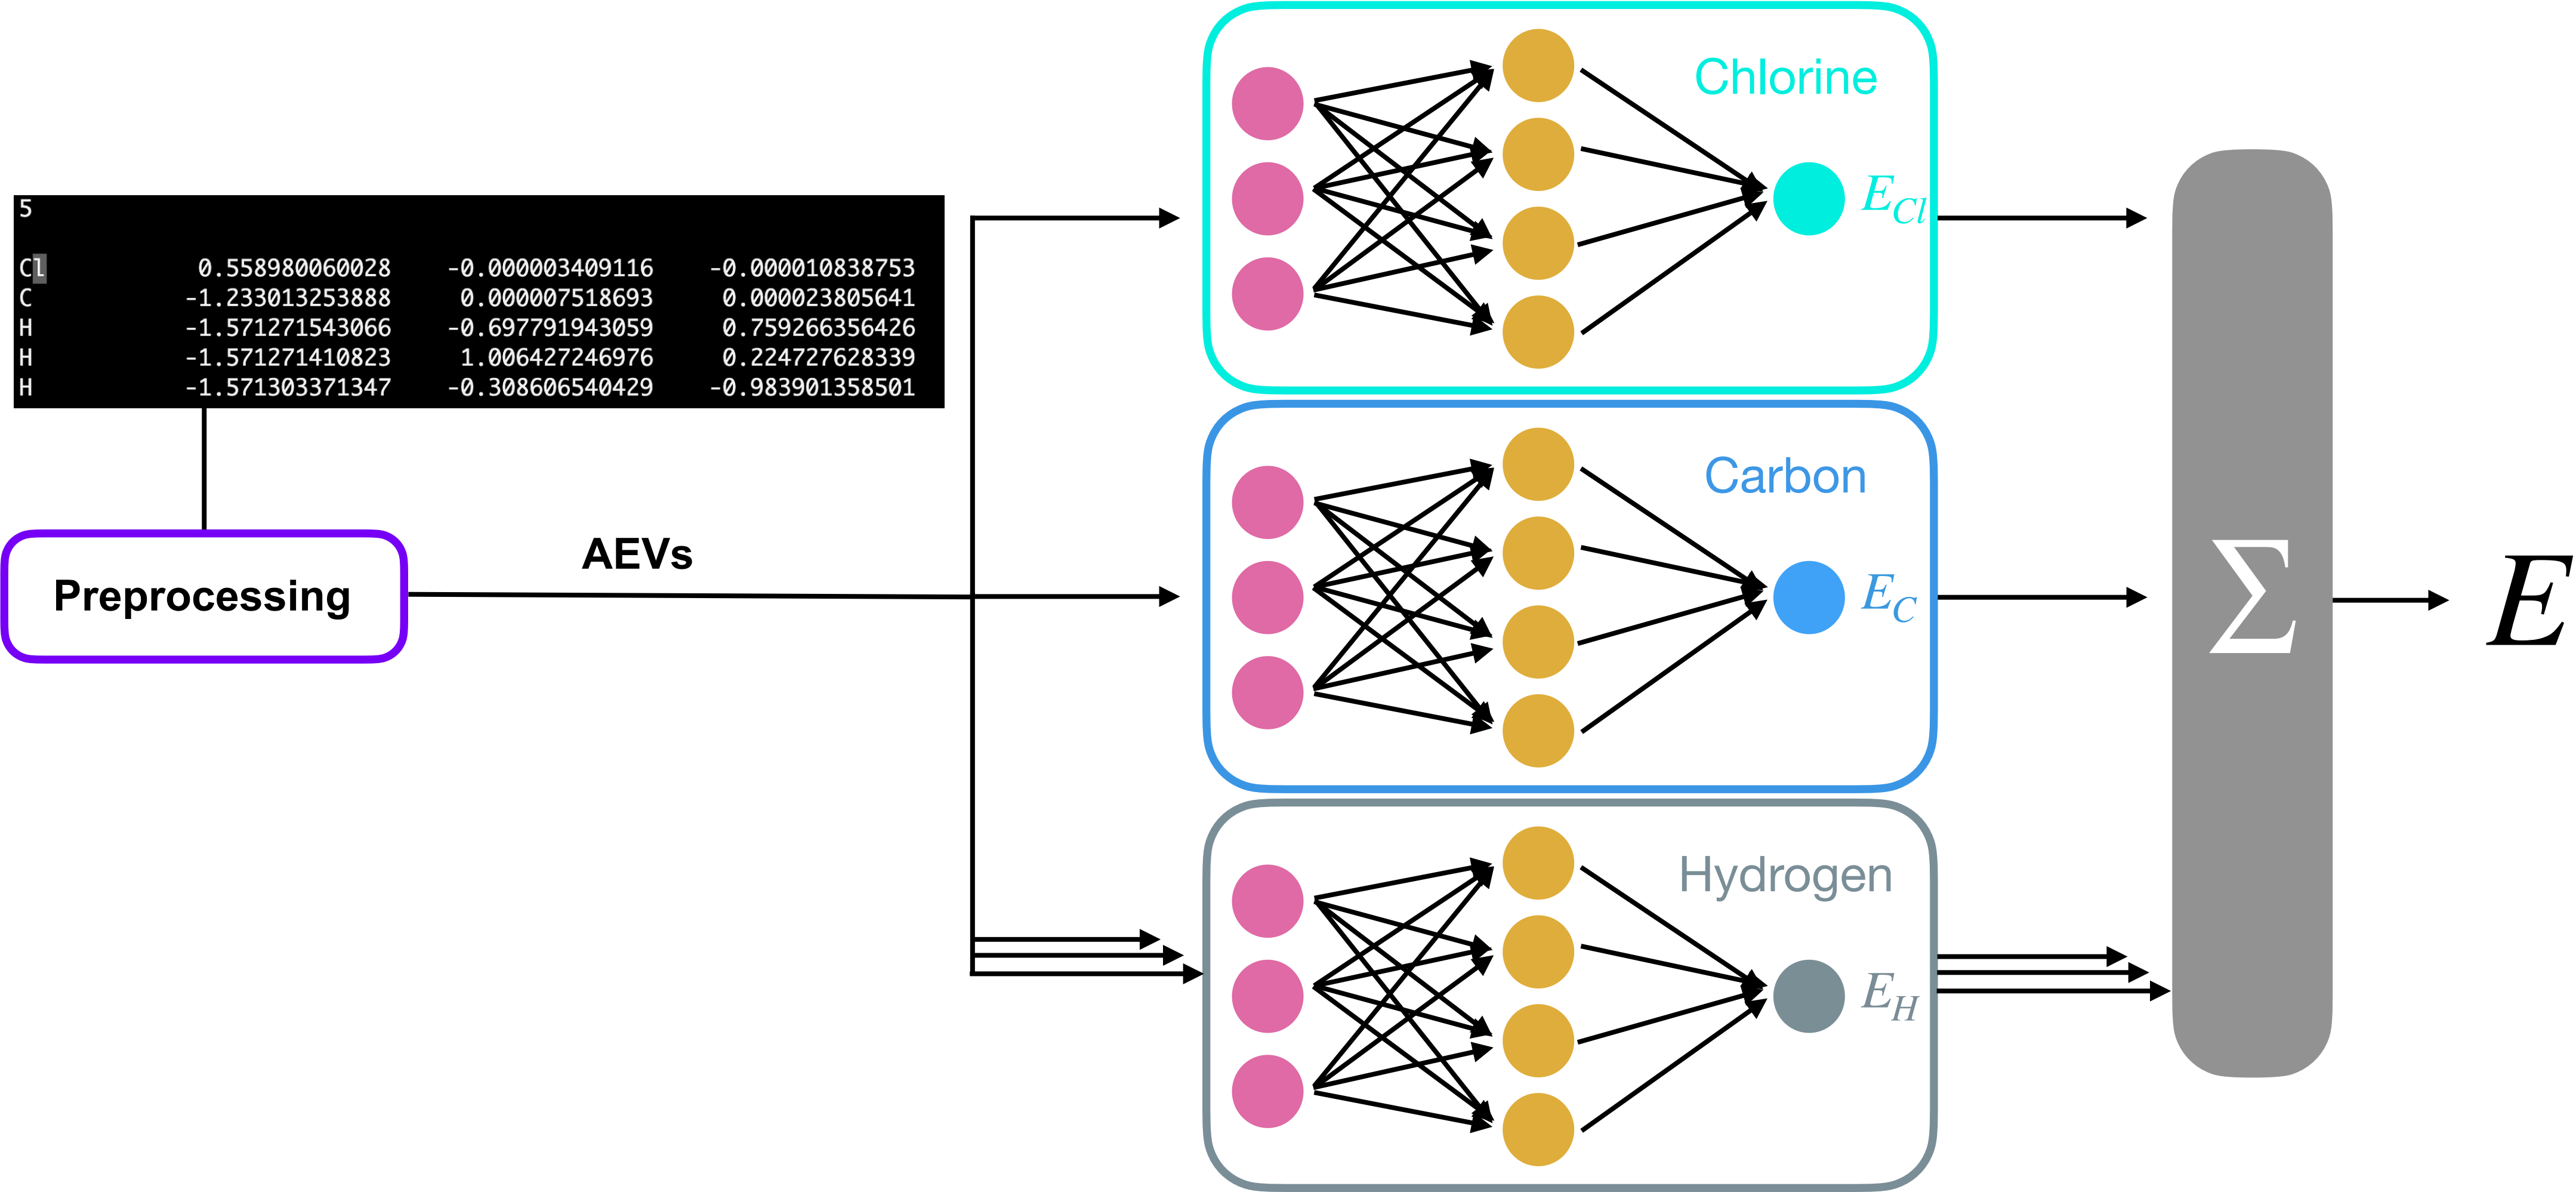 5
Cl 0.558980060028 -0.000003409116 -0.000010838753
C -1.233013253888 0.000007518693 0.000023805641
H -1.571271543066 -0.697791943059 0.759266356426
H -1.571271410823 1.006427246976 0.224727628339
H -1.571303371347 -0.308606540429 -0.983901358501
Preprocessing
AEVs
Chlorine
E_{Cl}
Carbon
E_C
Hydrogen
E_H
Σ
E